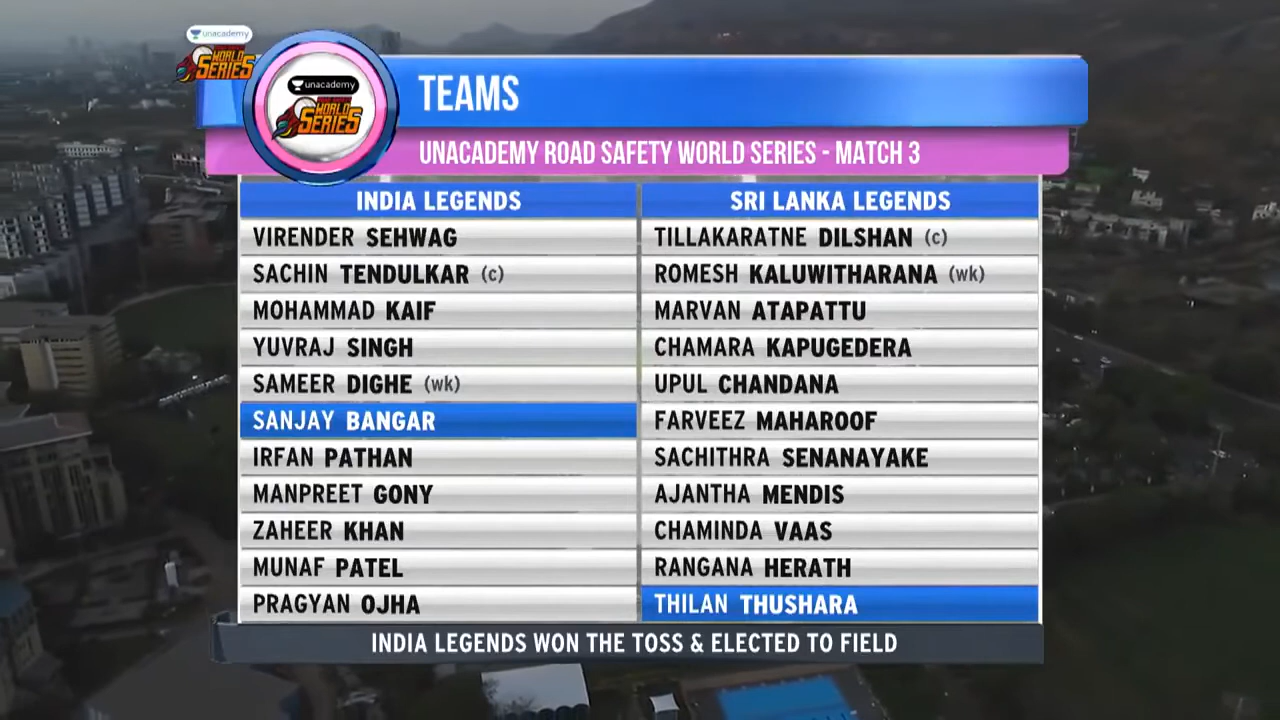 unacademy
WORLD
SERIES
unacademy
WORLD
SERIES
TEAMS
UNACADEMY ROAD SAFETY WORLD SERIES - MATCH 3
INDIA LEGENDS
VIRENDER SEHWAG
SACHIN TENDULKAR (c)
MOHAMMAD KAIF
YUVRAJ SINGH
SAMEER DIGHE (wk)
SANJAY BANGAR
IRFAN PATHAN
MANPREET GONY
ZAHEER KHAN
MUNAF PATEL
PRAGYAN OJHA
SRI LANKA LEGENDS
TILLAKARATNE DILSHAN (c)
ROMESH KALUWITHARANA (wk)
MARVAN ATAPATTU
CHAMARA KAPUGEDERA
UPUL CHANDANA
FARVEEZ MAHAROOF
SACHITHRA SENANAYAKE
AJANTHA MENDIS
CHAMINDA VAAS
RANGANA HERATH
THILAN THUSHARA
INDIA LEGENDS WON THE TOSS & ELECTED TO FIELD